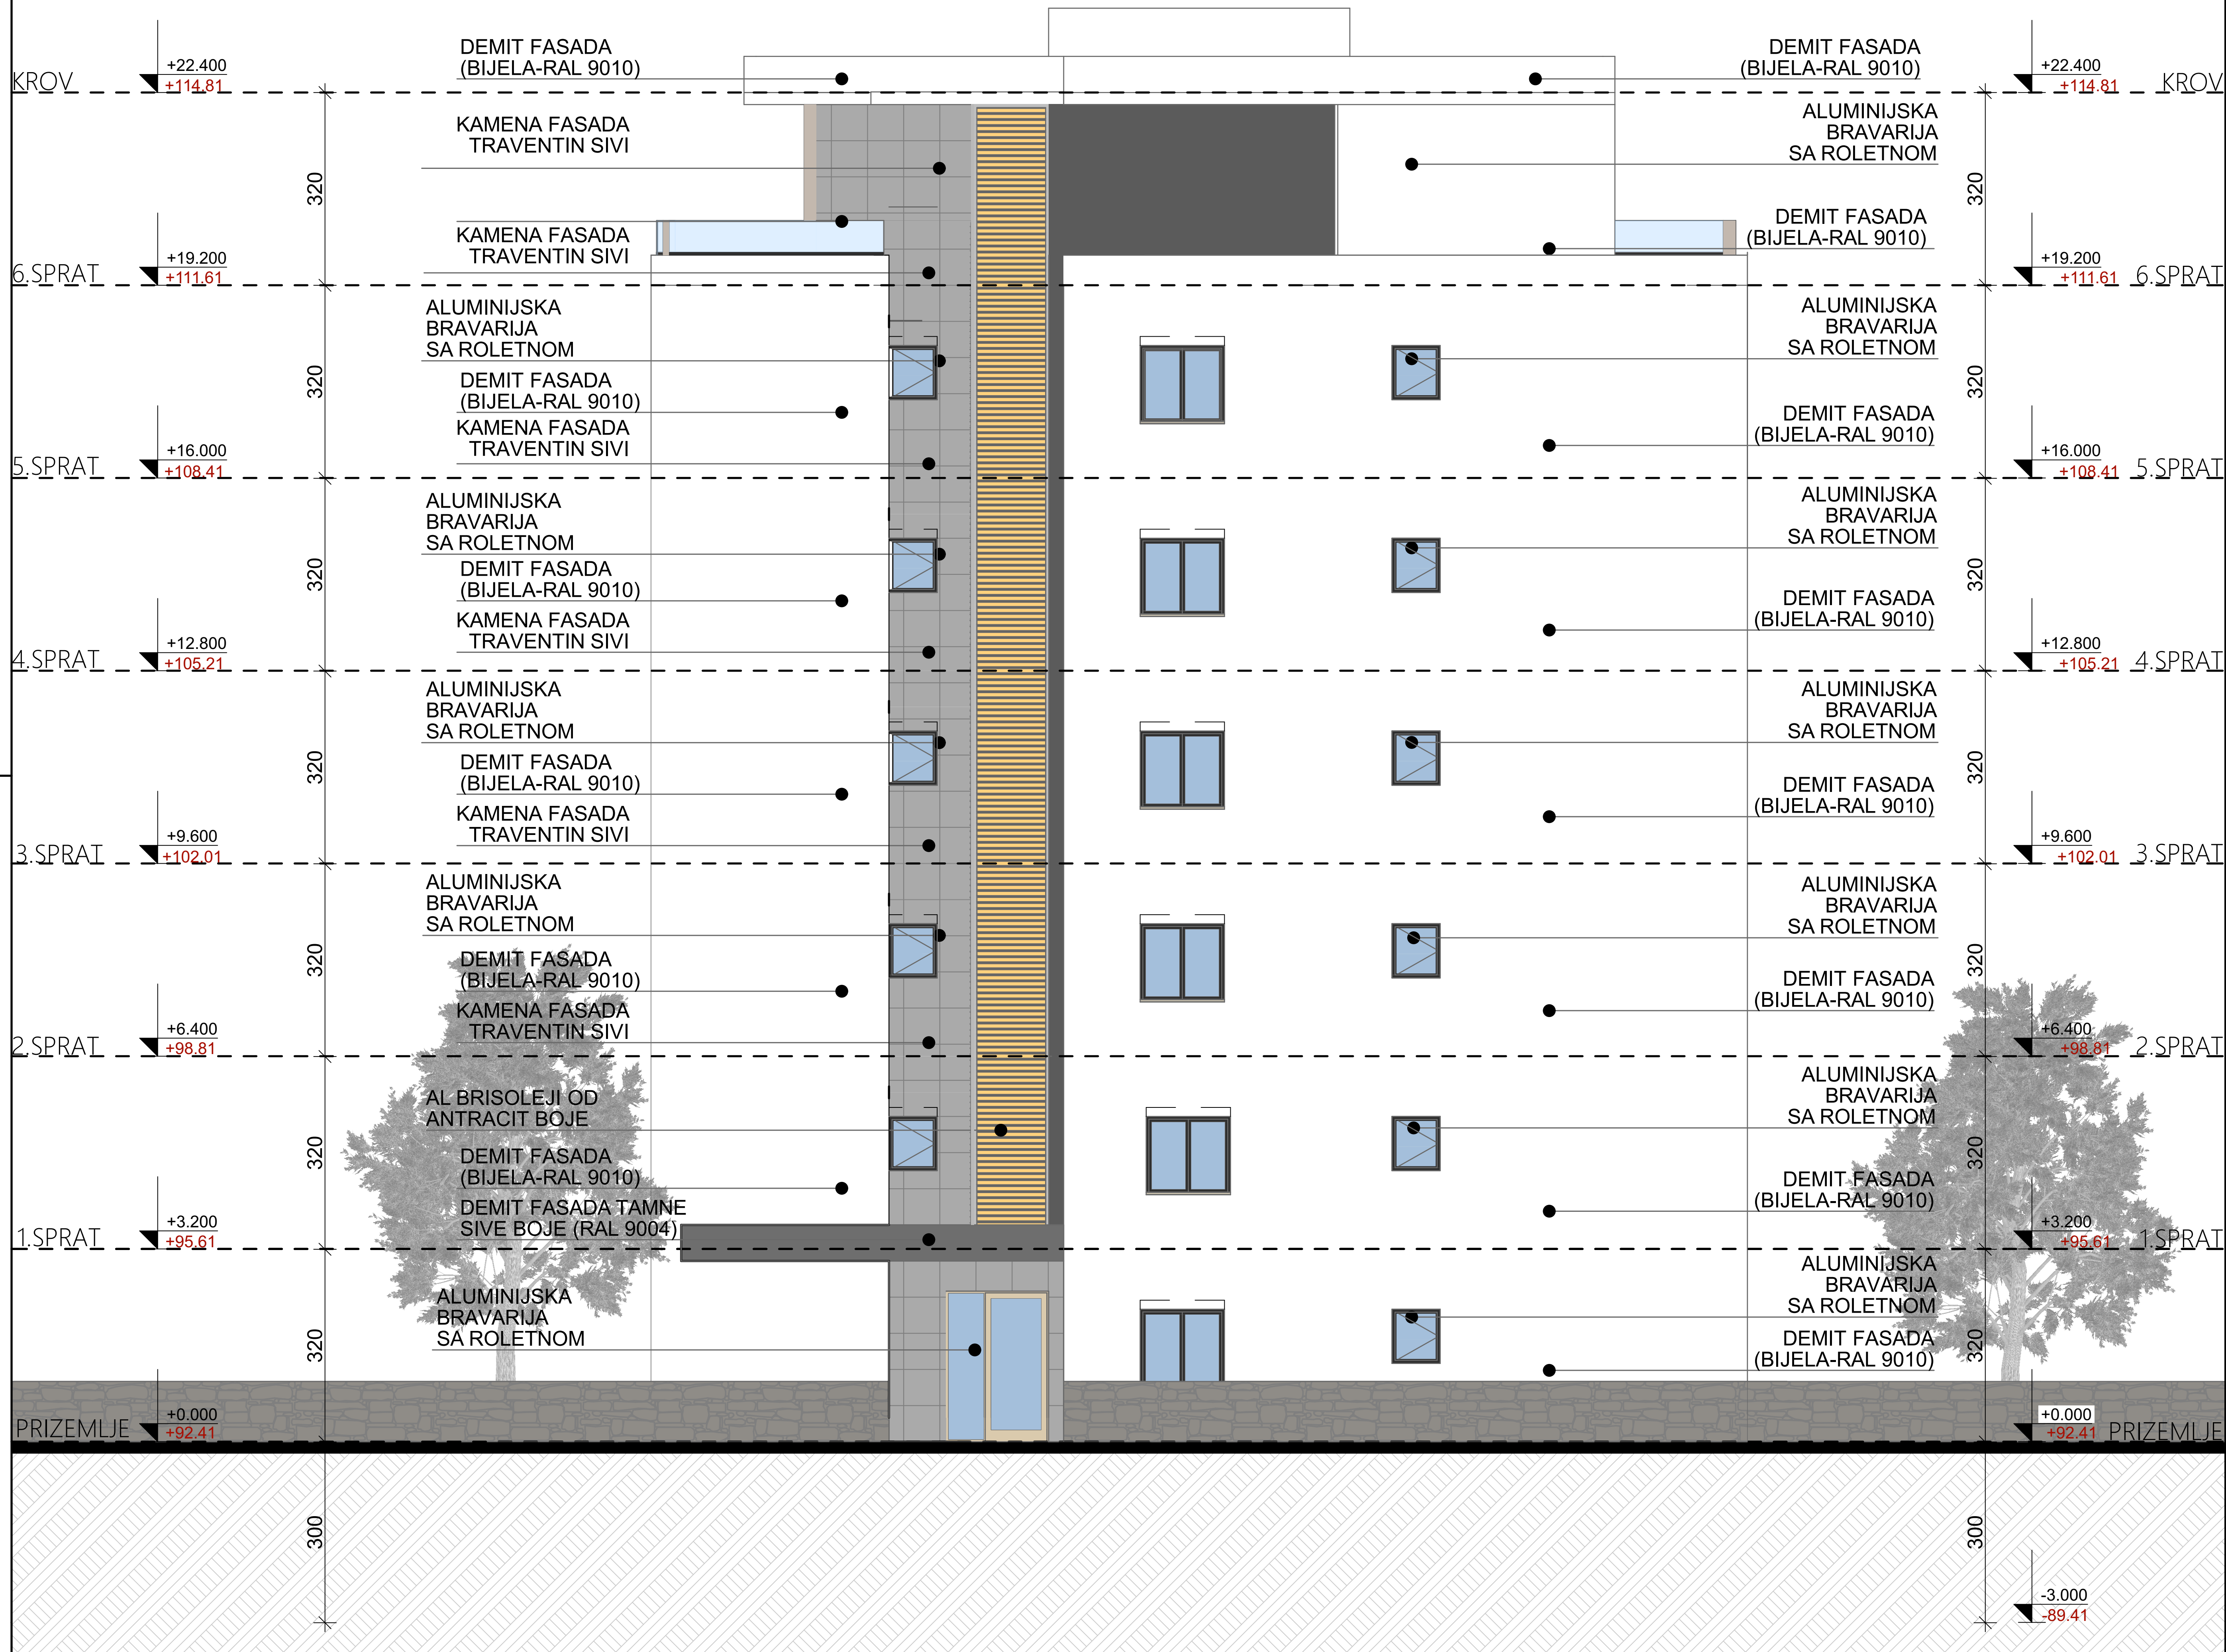 KROV
+22.400
+114.81
DEMIT FASADA
(BIJELA-RAL 9010)
DEMIT FASADA
(BIJELA-RAL 9010)
+22.400
+114.81
KROV
KAMENA FASADA
TRAVENTIN SIVI
ALUMINIJSKA
BRAVARIJA
SA ROLETNOM
320
320
KAMENA FASADA
TRAVENTIN SIVI
DEMIT FASADA
(BIJELA-RAL 9010)
6.SPRAT
+19.200
+111.61
+19.200
+111.61
6.SPRAT
ALUMINIJSKA
BRAVARIJA
SA ROLETNOM
ALUMINIJSKA
BRAVARIJA
SA ROLETNOM
320
320
DEMIT FASADA
(BIJELA-RAL 9010)
KAMENA FASADA
TRAVENTIN SIVI
DEMIT FASADA
(BIJELA-RAL 9010)
5.SPRAT
+16.000
+108.41
+16.000
+108.41
5.SPRAT
ALUMINIJSKA
BRAVARIJA
SA ROLETNOM
ALUMINIJSKA
BRAVARIJA
SA ROLETNOM
320
320
DEMIT FASADA
(BIJELA-RAL 9010)
KAMENA FASADA
TRAVENTIN SIVI
DEMIT FASADA
(BIJELA-RAL 9010)
4.SPRAT
+12.800
+105.21
+12.800
+105.21
4.SPRAT
ALUMINIJSKA
BRAVARIJA
SA ROLETNOM
ALUMINIJSKA
BRAVARIJA
SA ROLETNOM
320
320
DEMIT FASADA
(BIJELA-RAL 9010)
KAMENA FASADA
TRAVENTIN SIVI
DEMIT FASADA
(BIJELA-RAL 9010)
3.SPRAT
+9.600
+102.01
+9.600
+102.01
3.SPRAT
ALUMINIJSKA
BRAVARIJA
SA ROLETNOM
ALUMINIJSKA
BRAVARIJA
SA ROLETNOM
320
320
DEMIT FASADA
(BIJELA-RAL 9010)
KAMENA FASADA
TRAVENTIN SIVI
DEMIT FASADA
(BIJELA-RAL 9010)
2.SPRAT
+6.400
+98.81
+6.400
+98.81
2.SPRAT
AL BRISOLEJI OD
ANTRACIT BOJE
ALUMINIJSKA
BRAVARIJA
SA ROLETNOM
320
320
DEMIT FASADA
(BIJELA-RAL 9010)
DEMIT FASADA TAMNE
SIVE BOJE (RAL 9004)
DEMIT FASADA
(BIJELA-RAL 9010)
1.SPRAT
+3.200
+95.61
+3.200
+95.61
1.SPRAT
ALUMINIJSKA
BRAVARIJA
SA ROLETNOM
ALUMINIJSKA
BRAVARIJA
SA ROLETNOM
320
320
DEMIT FASADA
(BIJELA-RAL 9010)
PRIZEMLJE
+0.000
+92.41
+0.000
+92.41
PRIZEMLJE
300
300
-3.000
-89.41